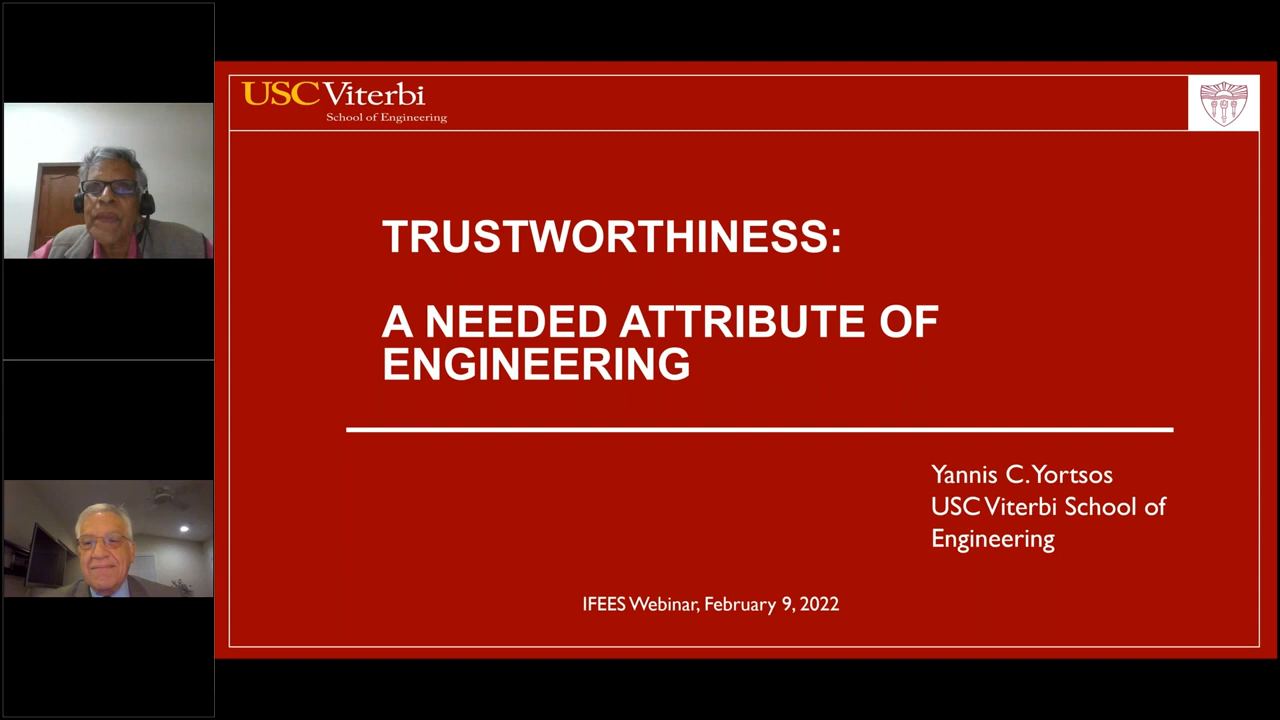 USC Viterbi
School of Engineering
TRUSTWORTHINESS:
A NEEDED ATTRIBUTE OF
ENGINEERING
Yannis C. Yortsos
USC Viterbi School of
Engineering
IFEES Webinar, February 9, 2022